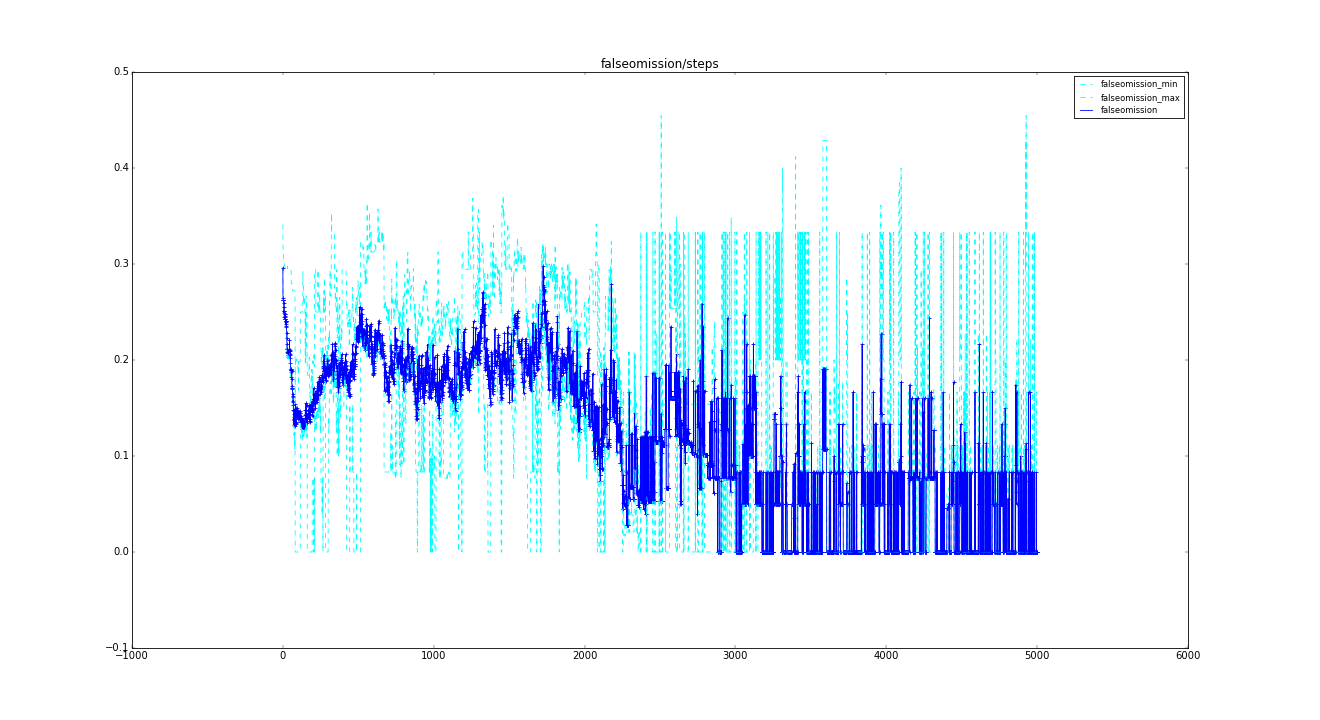 falseomission/steps
0.5
falseomission_min
falseomission_max
falseomission
0.4
0.3
0.2
0.1
0.0
−0.1
−1000 0 1000 2000 3000 4000 5000 6000